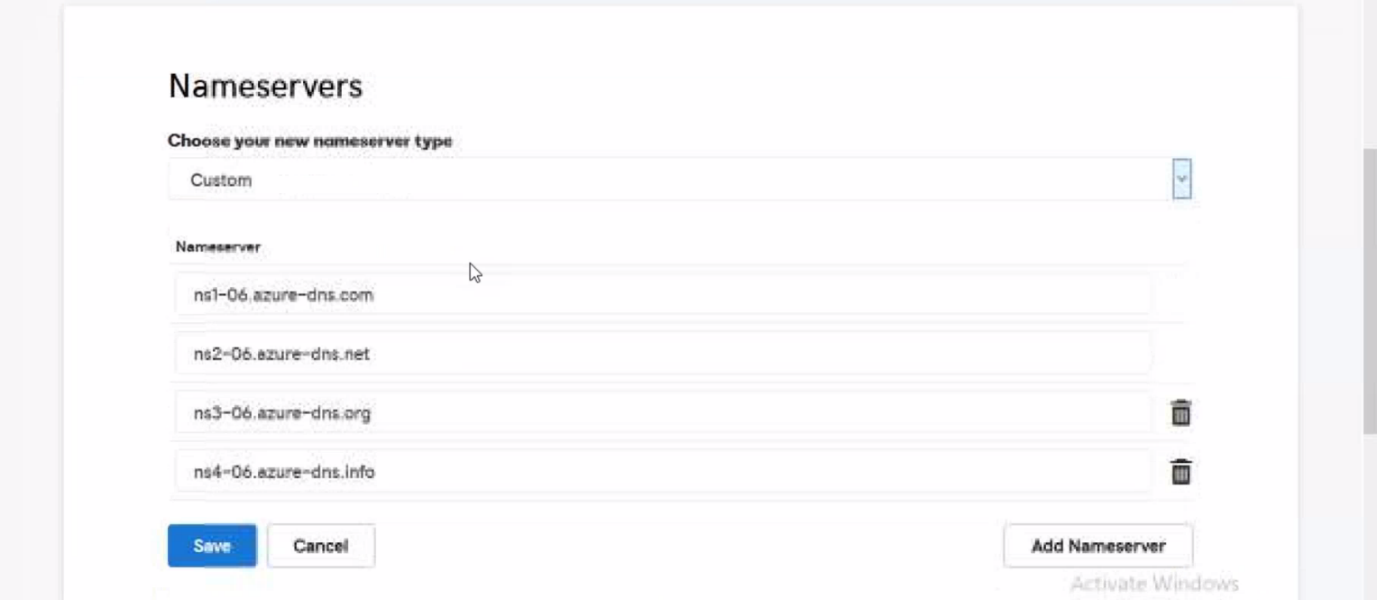 Nameservers
Choose your new nameserver type
Custom
Nameserver
ns1-06.azure-dns.com
ns2-06.azure-dns.net
ns3-06.azure-dns.org
ns4-06.azure-dns.info
Save Cancel Add Nameserver
Activate Windows